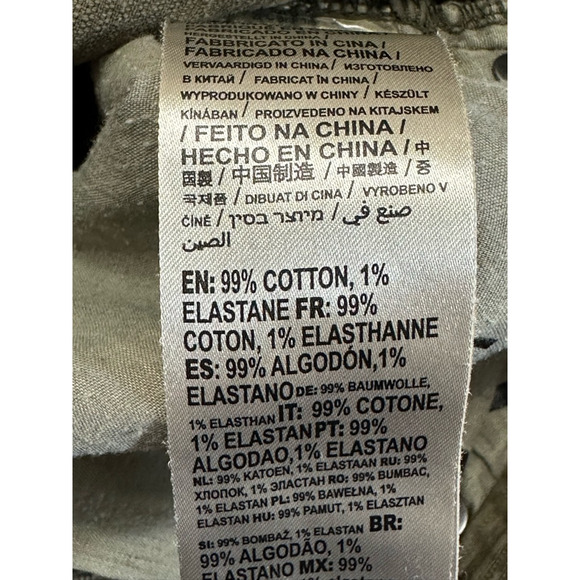 FABRICADO EN CHINA /
HERGESTELLT IN CHINA /
FABBRICATO IN CINA /
FABRICADO NA CHINA /
VERVAARDIGD IN CHINA / ИЗГОТОВЛЕНО
В КИТАЙ / FABRICAT ÎN CHINA /
WYPRODUKOWANO W CHINY / KÉSZÜLT
KÍNÁBAN / PROIZVEDENO NA KITAJSKEM
/ FEITO NA CHINA /
HECHO EN CHINA / 中
国製 / 中国制造 / 中國製造 / 중
국제품 / DIBUAT DI CINA / VYROBENO V
ČÍNĚ / מיוצר בסין / صنع في
الصين
EN: 99% COTTON, 1%
ELASTANE FR: 99%
COTON, 1% ELASTHANNE
ES: 99% ALGODÓN,1%
ELASTANO DE: 99% BAUMWOLLE,
1% ELASTHAN IT: 99% COTONE,
1% ELASTAN PT: 99%
ALGODAO,1% ELASTANO
NL: 99% KATOEN, 1% ELASTAAN RU: 99%
ХЛОПОК, 1% ЭЛАСТАН RO: 99% BUMBAC,
1% ELASTAN PL: 99% BAWEŁNA, 1%
ELASTAN HU: 99% PAMUT, 1% ELASZTAN
SI: 99% BOMBAŽ, 1% ELASTAN BR:
99% ALGODÃO, 1%
ELASTANO MX: 99%